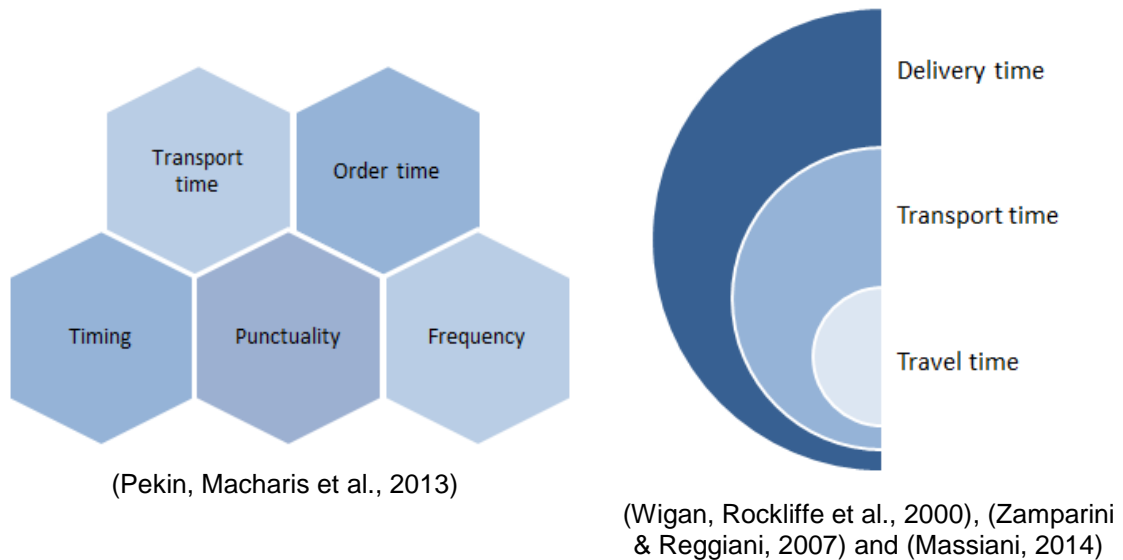 Transport
time
Order time
Timing
Punctuality
Frequency
(Pekin, Macharis et al., 2013)
Delivery time
Transport time
Travel time
(Wigan, Rockliffe et al., 2000), (Zamparini
& Reggiani, 2007) and (Massiani, 2014)